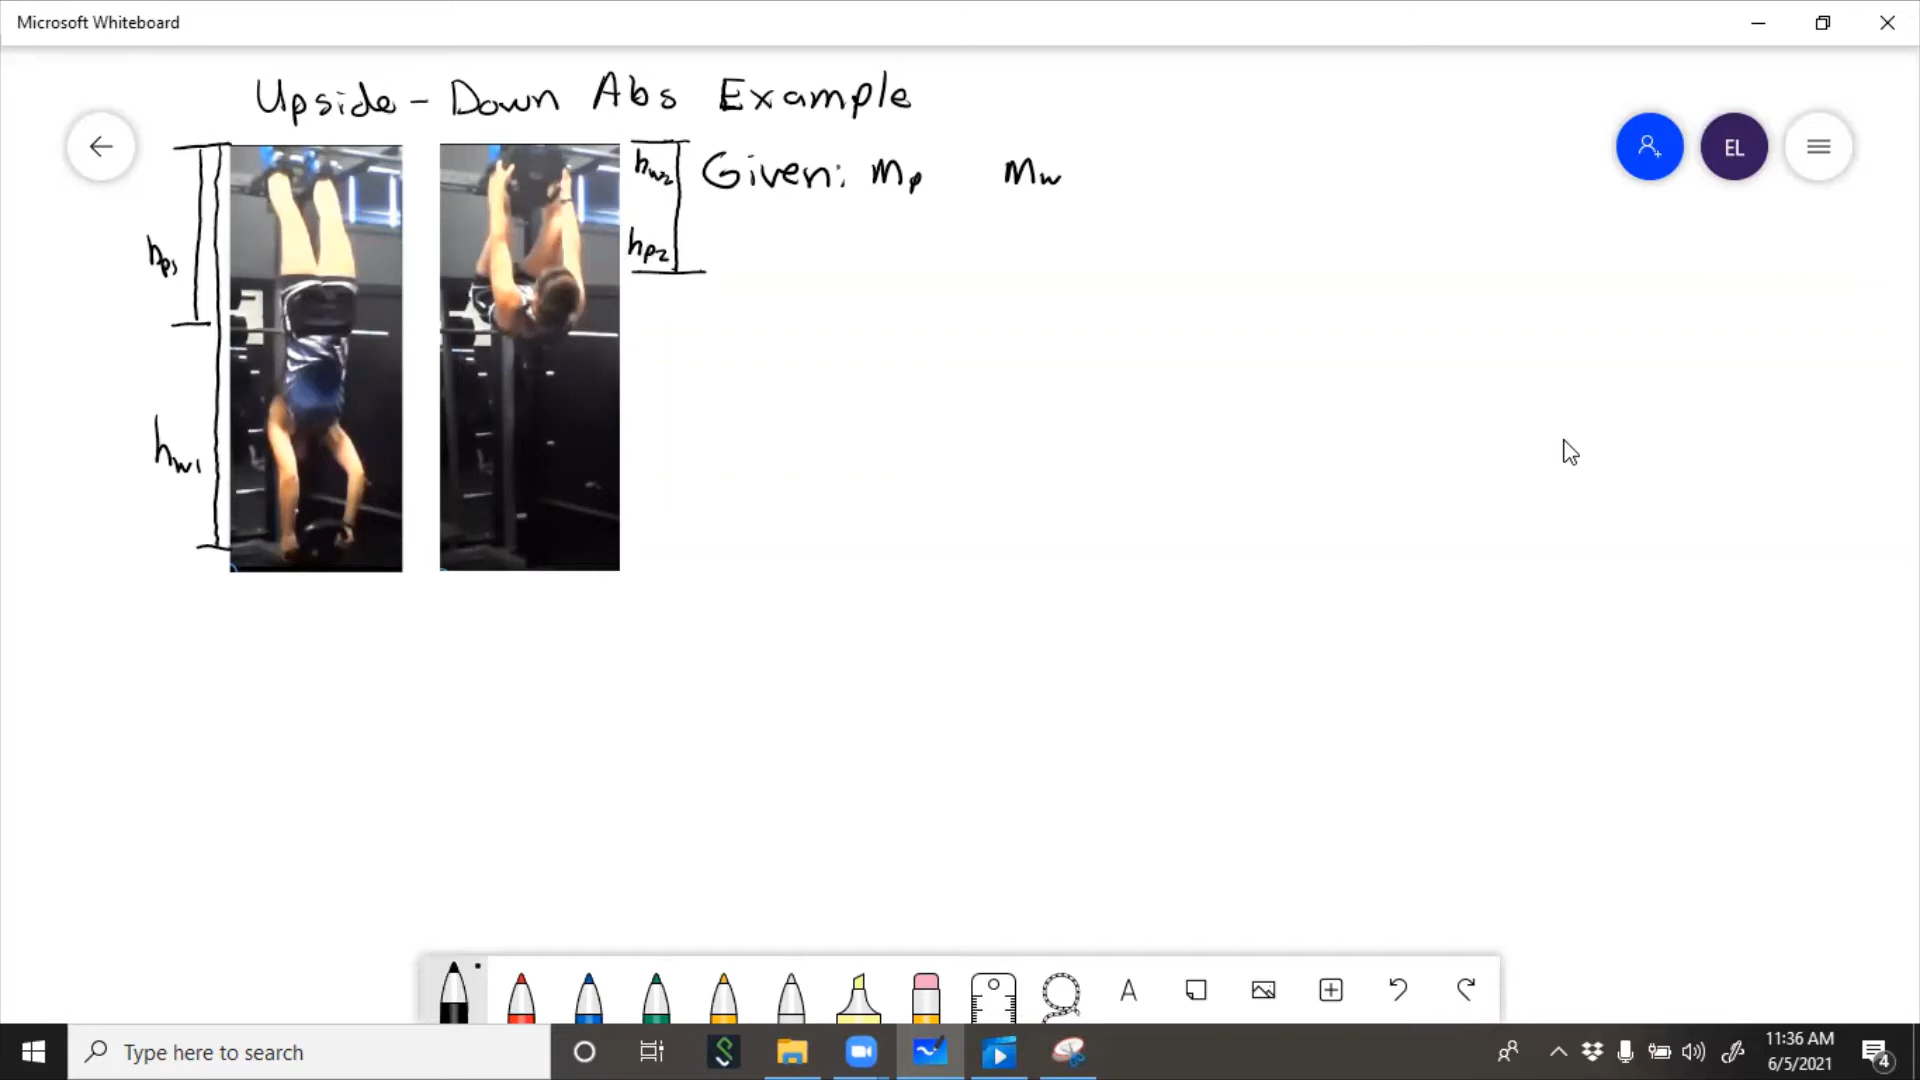 Microsoft Whiteboard
Upside-Down Abs Example
EL
Given: mp mw
hw2
hp2
hp1
hw1
A
Type here to search
11:36 AM
6/5/2021
4